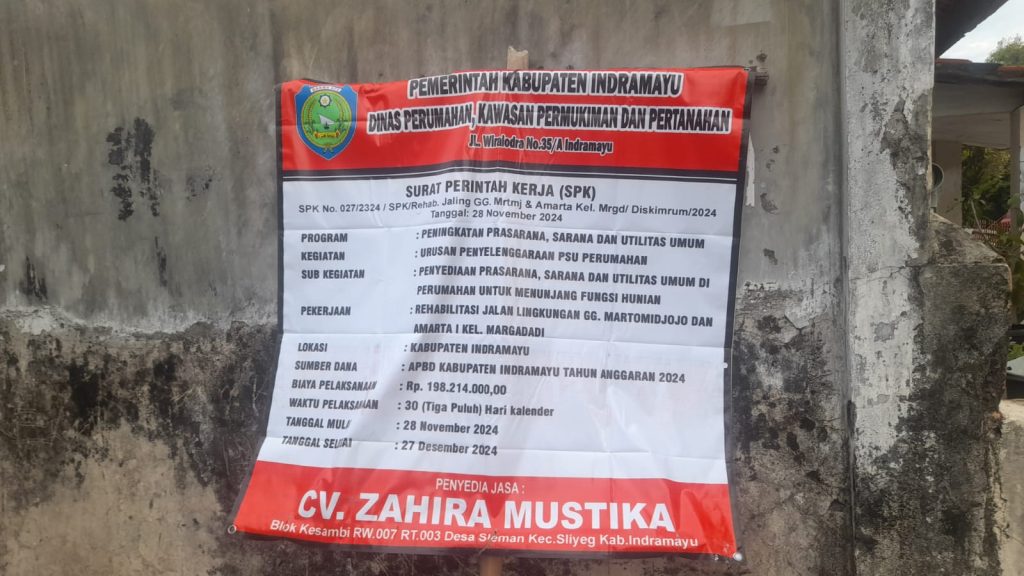 PEMERINTAH KABUPATEN INDRAMAYU
DINAS PERUMAHAN, KAWASAN PERMUKIMAN DAN PERTANAHAN
JL. Wiralodra No.35/A Indramayu
SURAT PERINTAH KERJA (SPK)
SPK No. 027/2324 / SPK/Rehab. Jaling GG. Mrtmj & Amarta Kel. Mrgd/ Diskimrum/2024
Tanggal: 28 November 2024
PROGRAM : PENINGKATAN PRASARANA, SARANA DAN UTILITAS UMUM
KEGIATAN : URUSAN PENYELENGGARAAN PSU PERUMAHAN
SUB KEGIATAN : PENYEDIAAN PRASARANA, SARANA DAN UTILITAS UMUM DI
PERUMAHAN UNTUK MENUNJANG FUNGSI HUNIAN
PEKERJAAN : REHABILITASI JALAN LINGKUNGAN GG. MARTOMIDJOJO DAN
AMARTA I KEL. MARGADADI
LOKASI : KABUPATEN INDRAMAYU
SUMBER DANA : APBD KABUPATEN INDRAMAYU TAHUN ANGGARAN 2024
BIAYA PELAKSANAAN : Rp. 198.214.000,00
WAKTU PELAKSANAAN : 30 (Tiga Puluh) Hari kalender
TANGGAL MULAI : 28 November 2024
TANGGAL SELESAI : 27 Desember 2024
PENYEDIA JASA :
CV. ZAHIRA MUSTIKA
Blok Kesambi RW.007 RT.003 Desa Sleman Kec.Sliyeg Kab.Indramayu